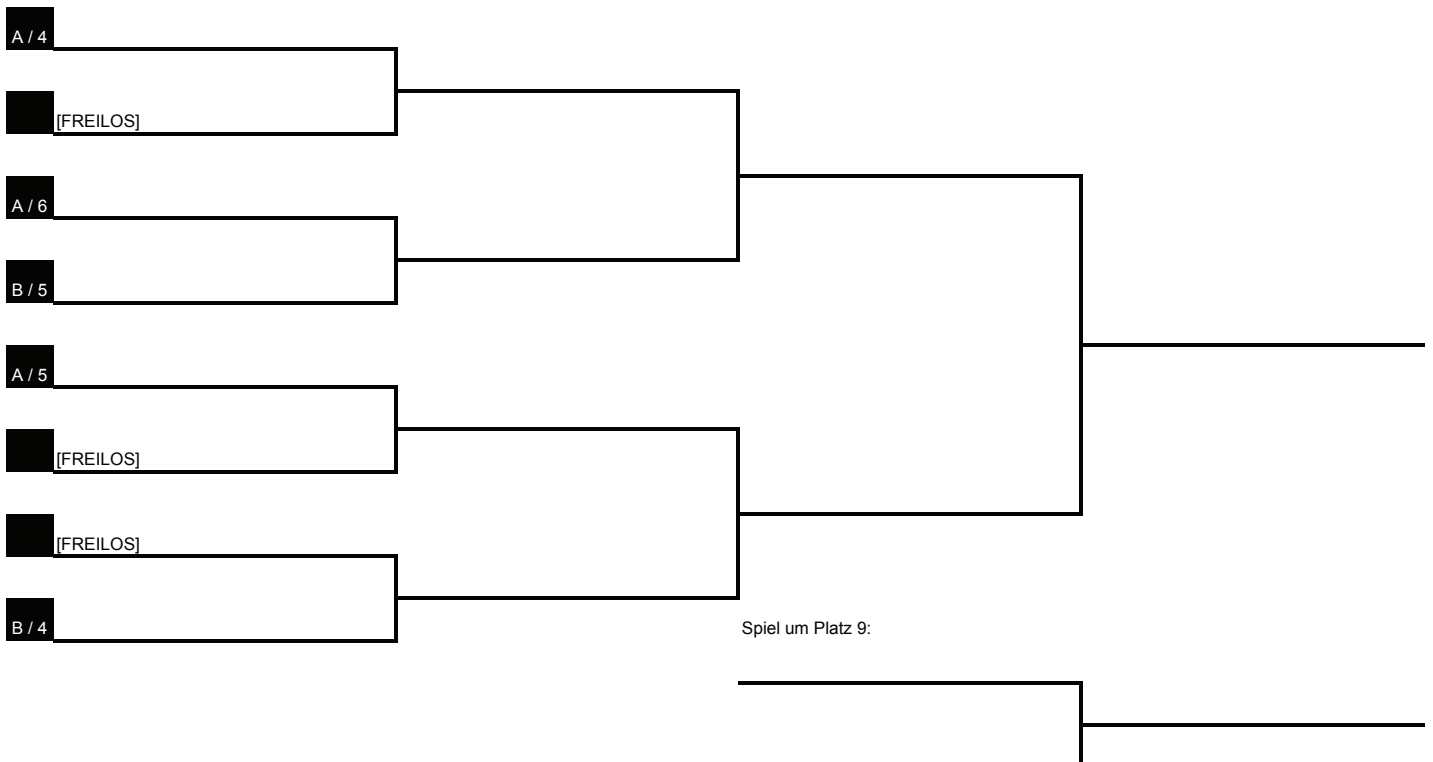 A / 4
[FREILOS]
A / 6
B / 5
A / 5
[FREILOS]
[FREILOS]
B / 4
Spiel um Platz 9: